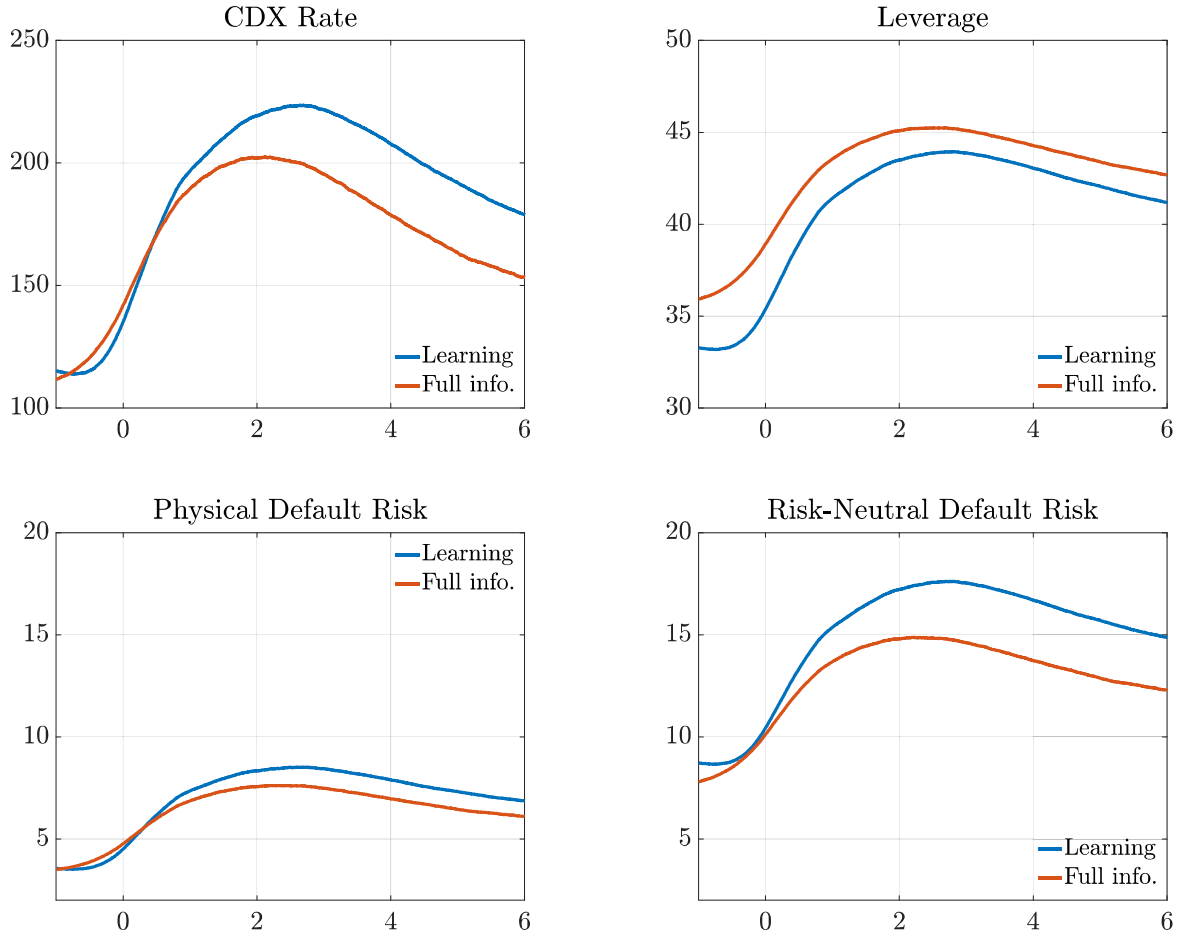 CDX Rate
250
200
150
100
0 2 4 6
Learning
Full info.
Leverage
50
45
40
35
30
0 2 4 6
Learning
Full info.
Physical Default Risk
20
15
10
5
0 2 4 6
Learning
Full info.
Risk-Neutral Default Risk
20
15
10
5
0 2 4 6
Learning
Full info.